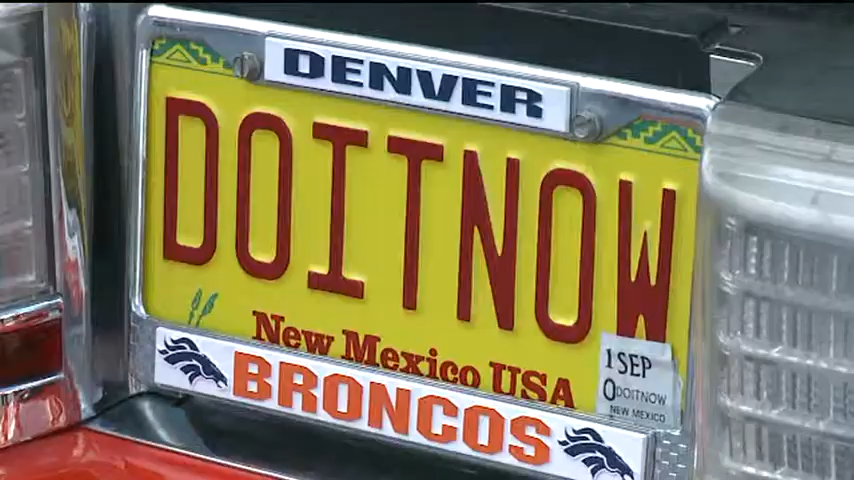 DENVER
DOITNOW
New Mexico USA
1 SEP
0 DOITNOW
NEW MEXICO
BRONCOS